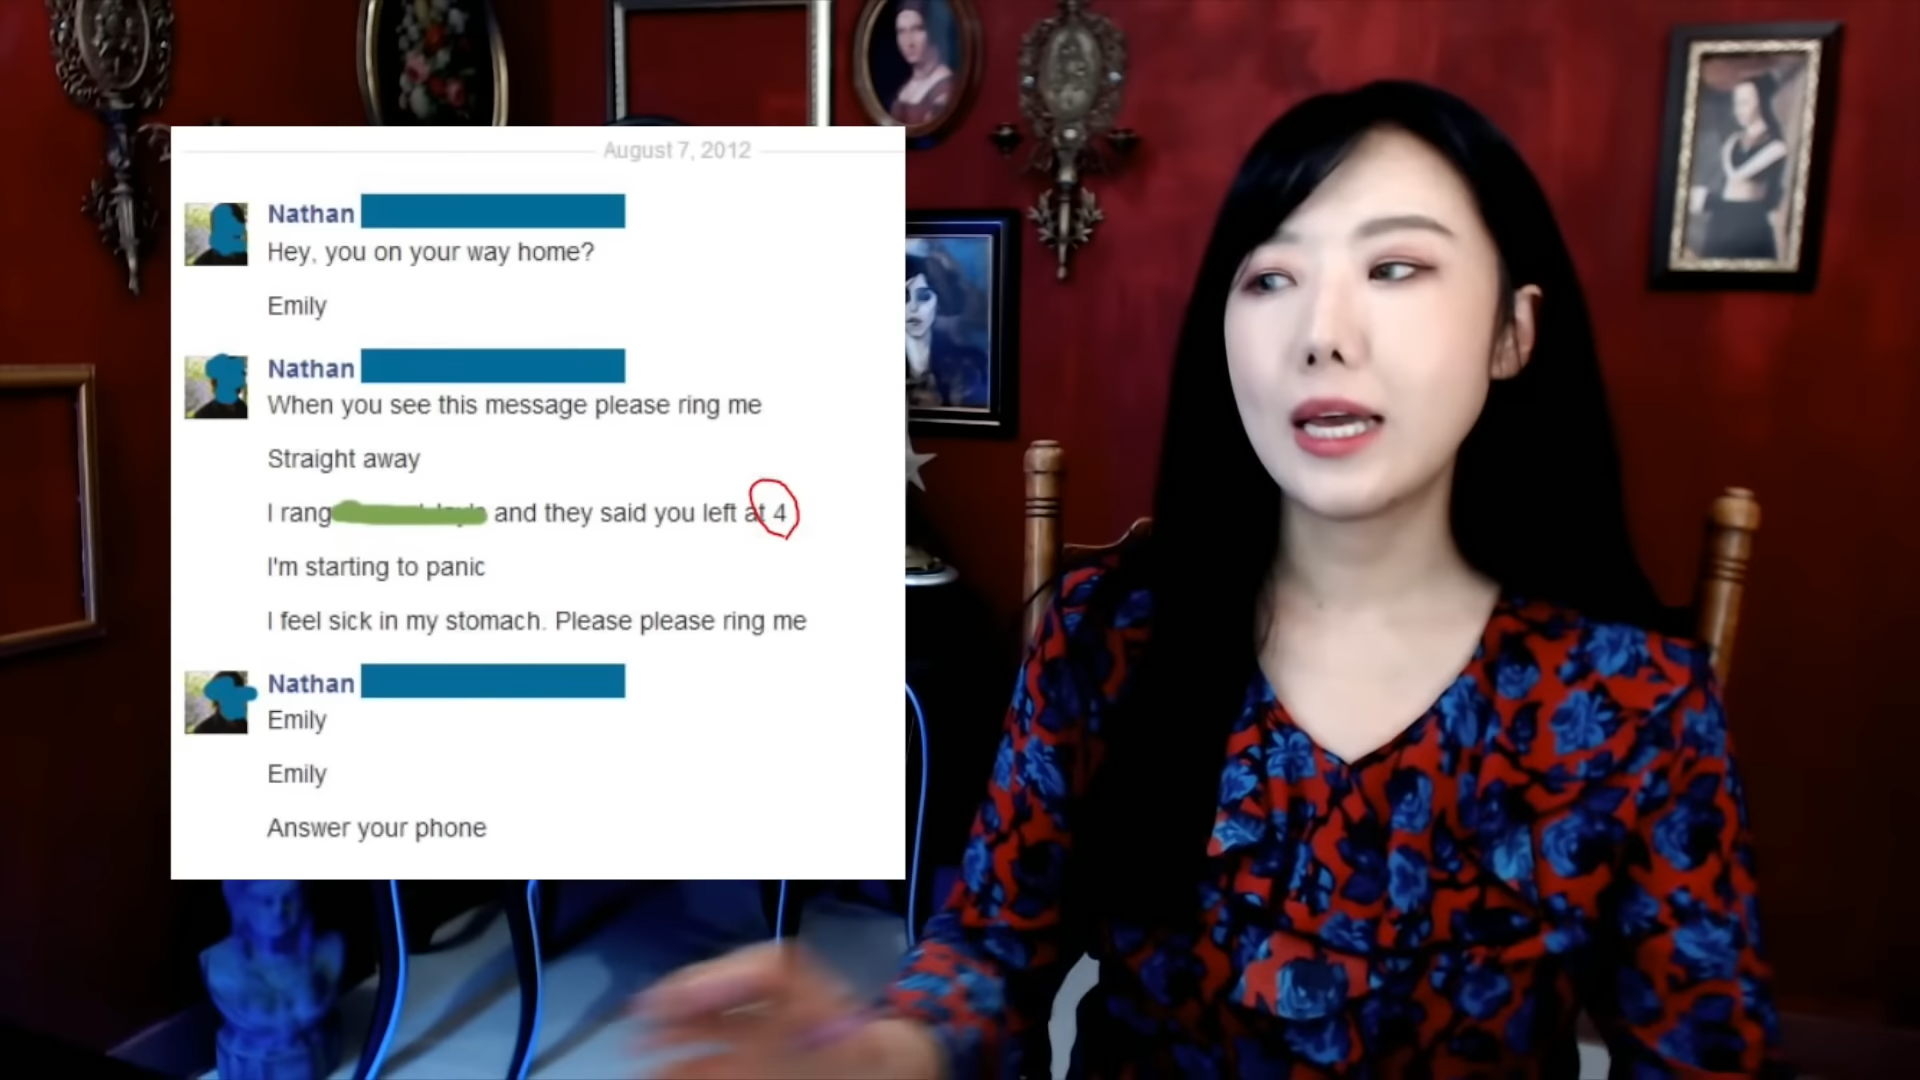 August 7, 2012
Nathan
Hey, you on your way home?
Emily
Nathan
When you see this message please ring me
Straight away
I rang and they said you left at 4
I'm starting to panic
I feel sick in my stomach. Please please ring me
Nathan
Emily
Emily
Answer your phone